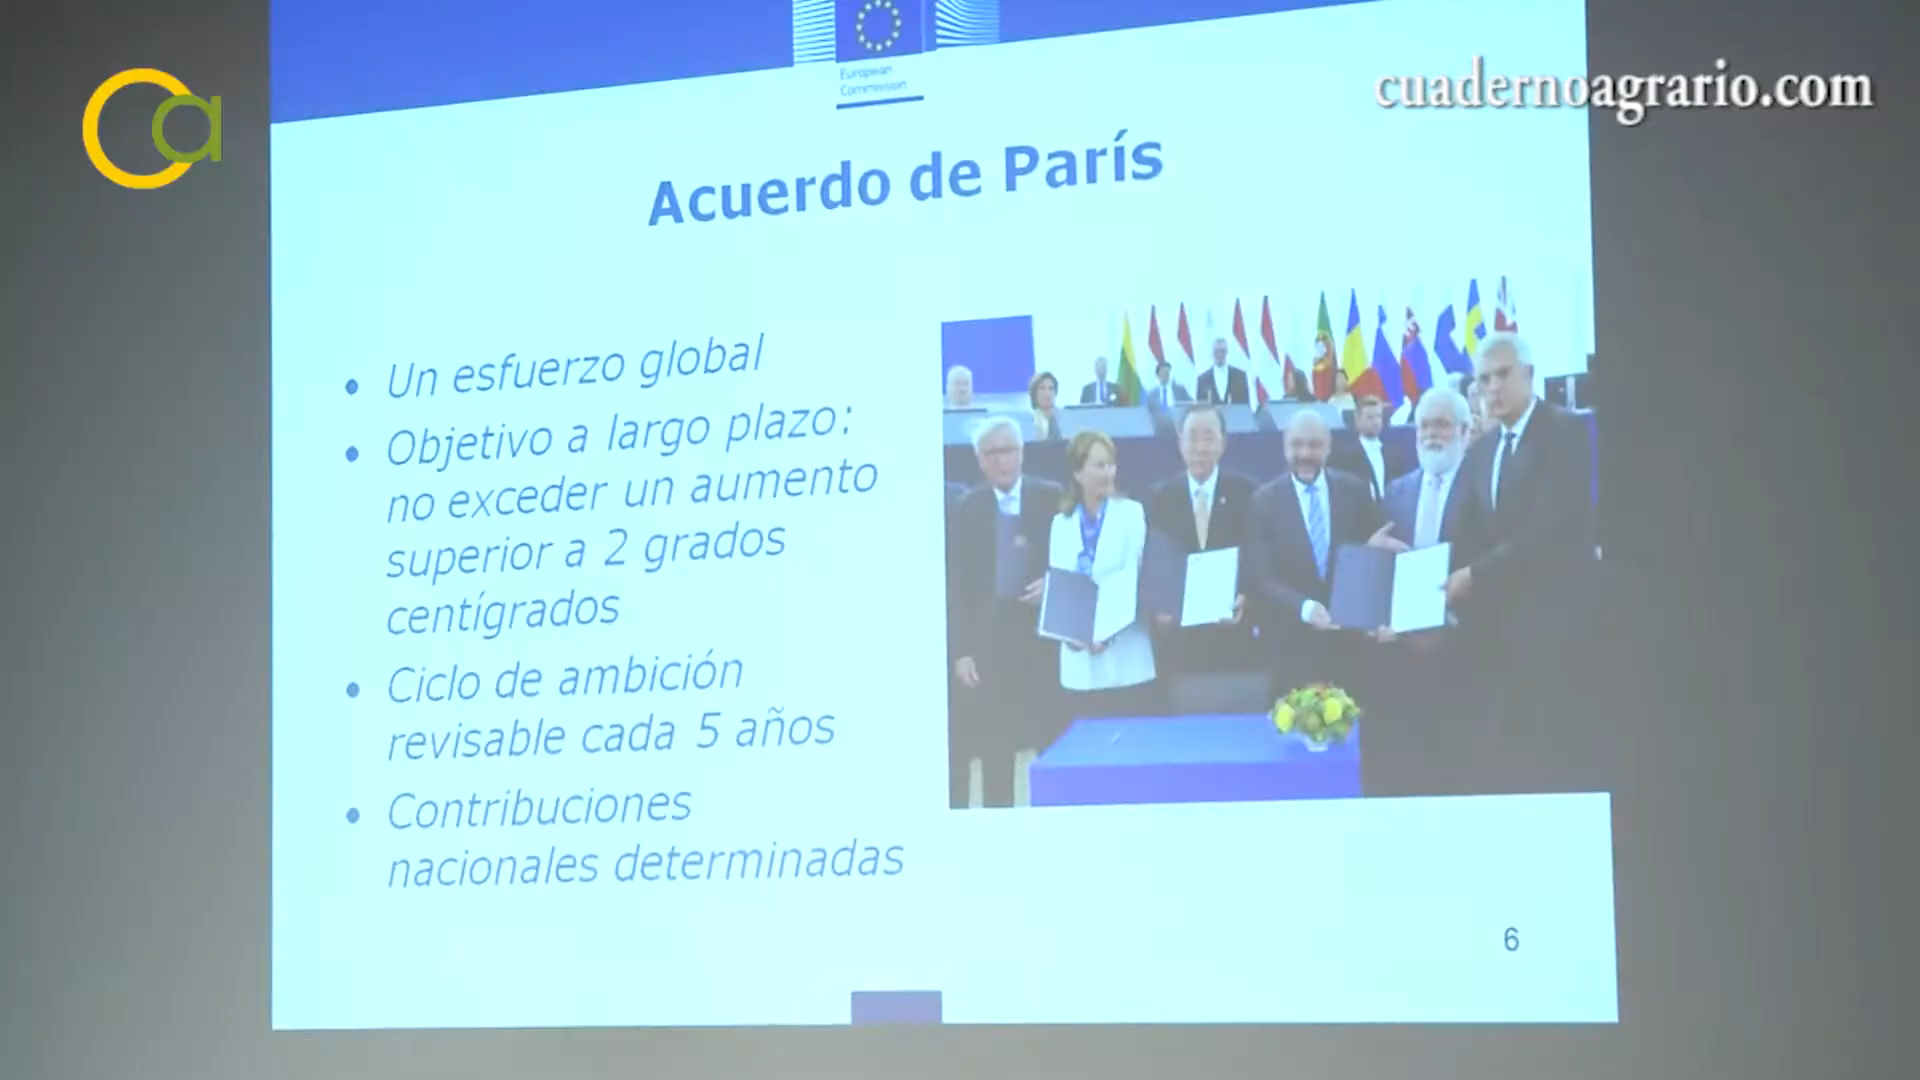 European
Commission
Ca
cuadernoagrario.com
Acuerdo de París
• Un esfuerzo global
• Objetivo a largo plazo:
no exceder un aumento
superior a 2 grados
centígrados
• Ciclo de ambición
revisable cada 5 años
• Contribuciones
nacionales determinadas
6